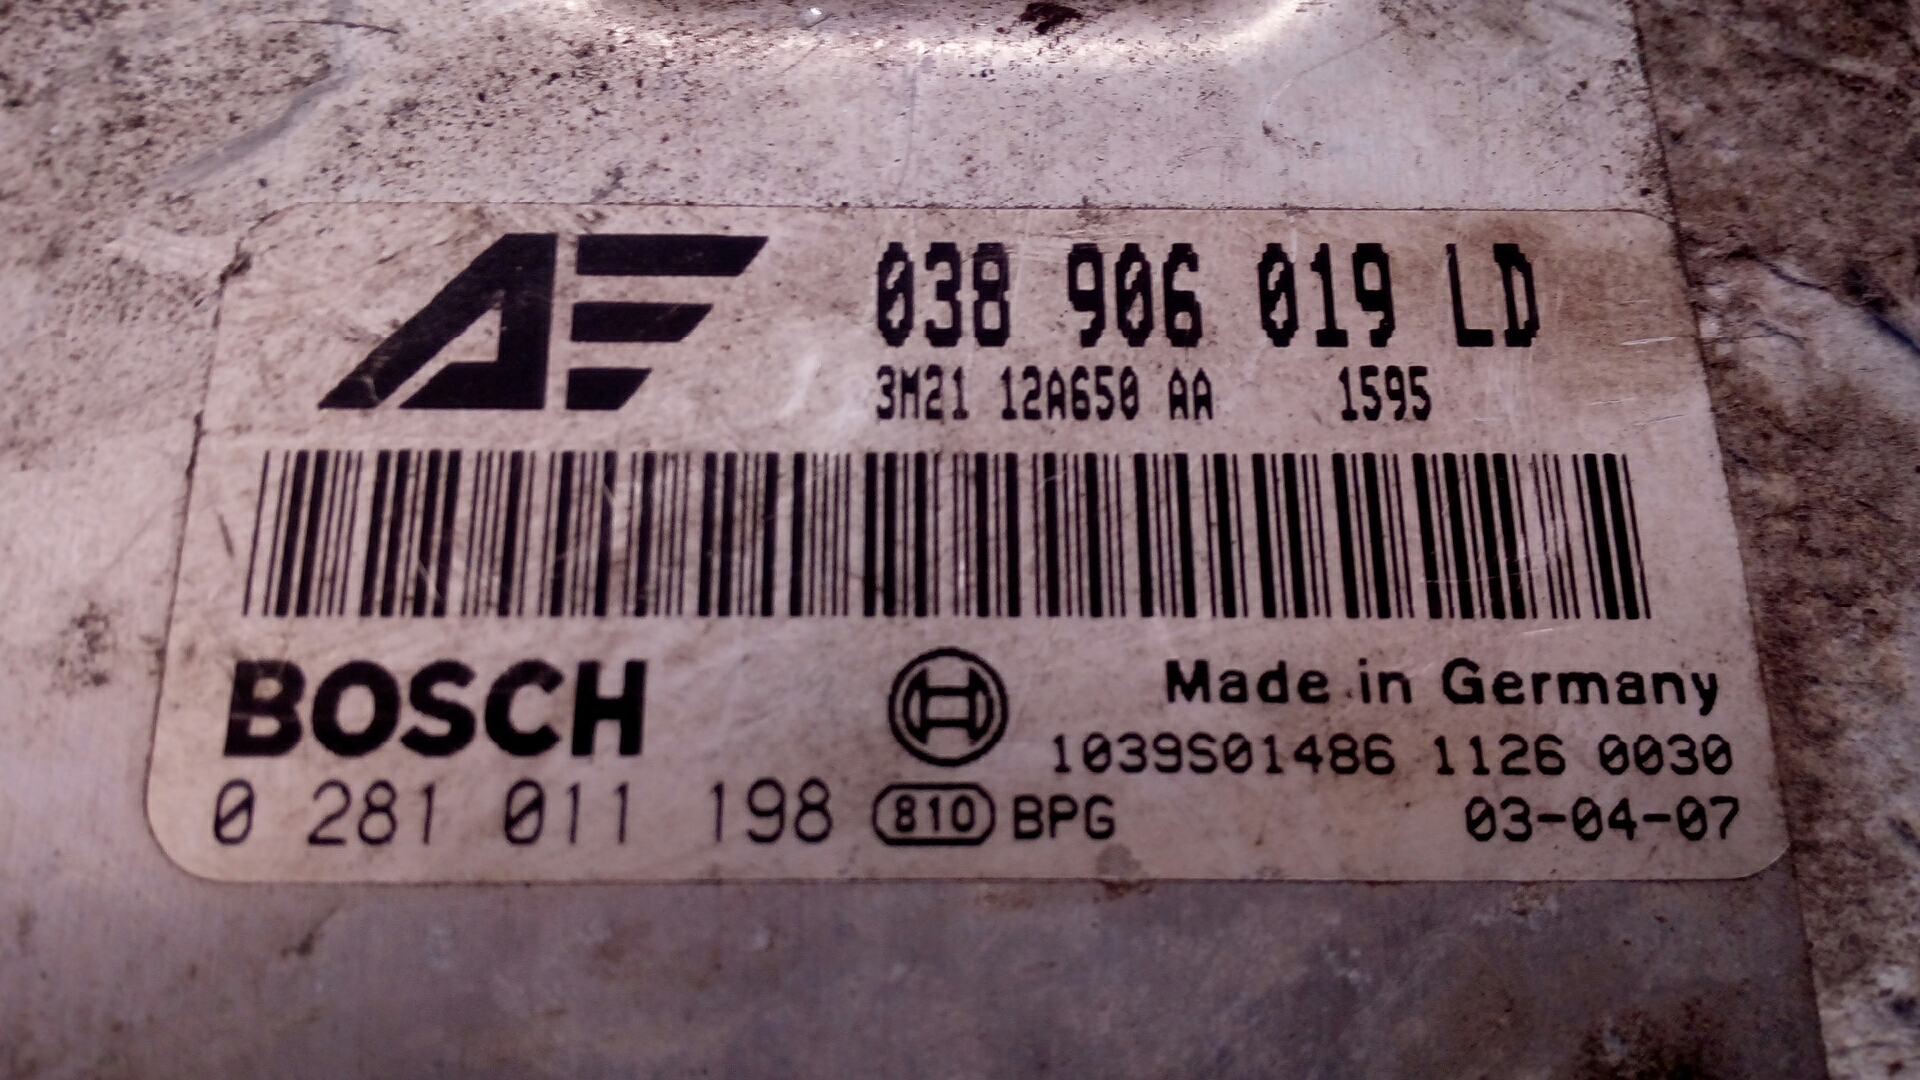 AF 038 906 019 LD
3M21 12A650 AA 1595
BOSCH
Made in Germany
1039S01486 1126 0030
0 281 011 198 810 BPG 03-04-07